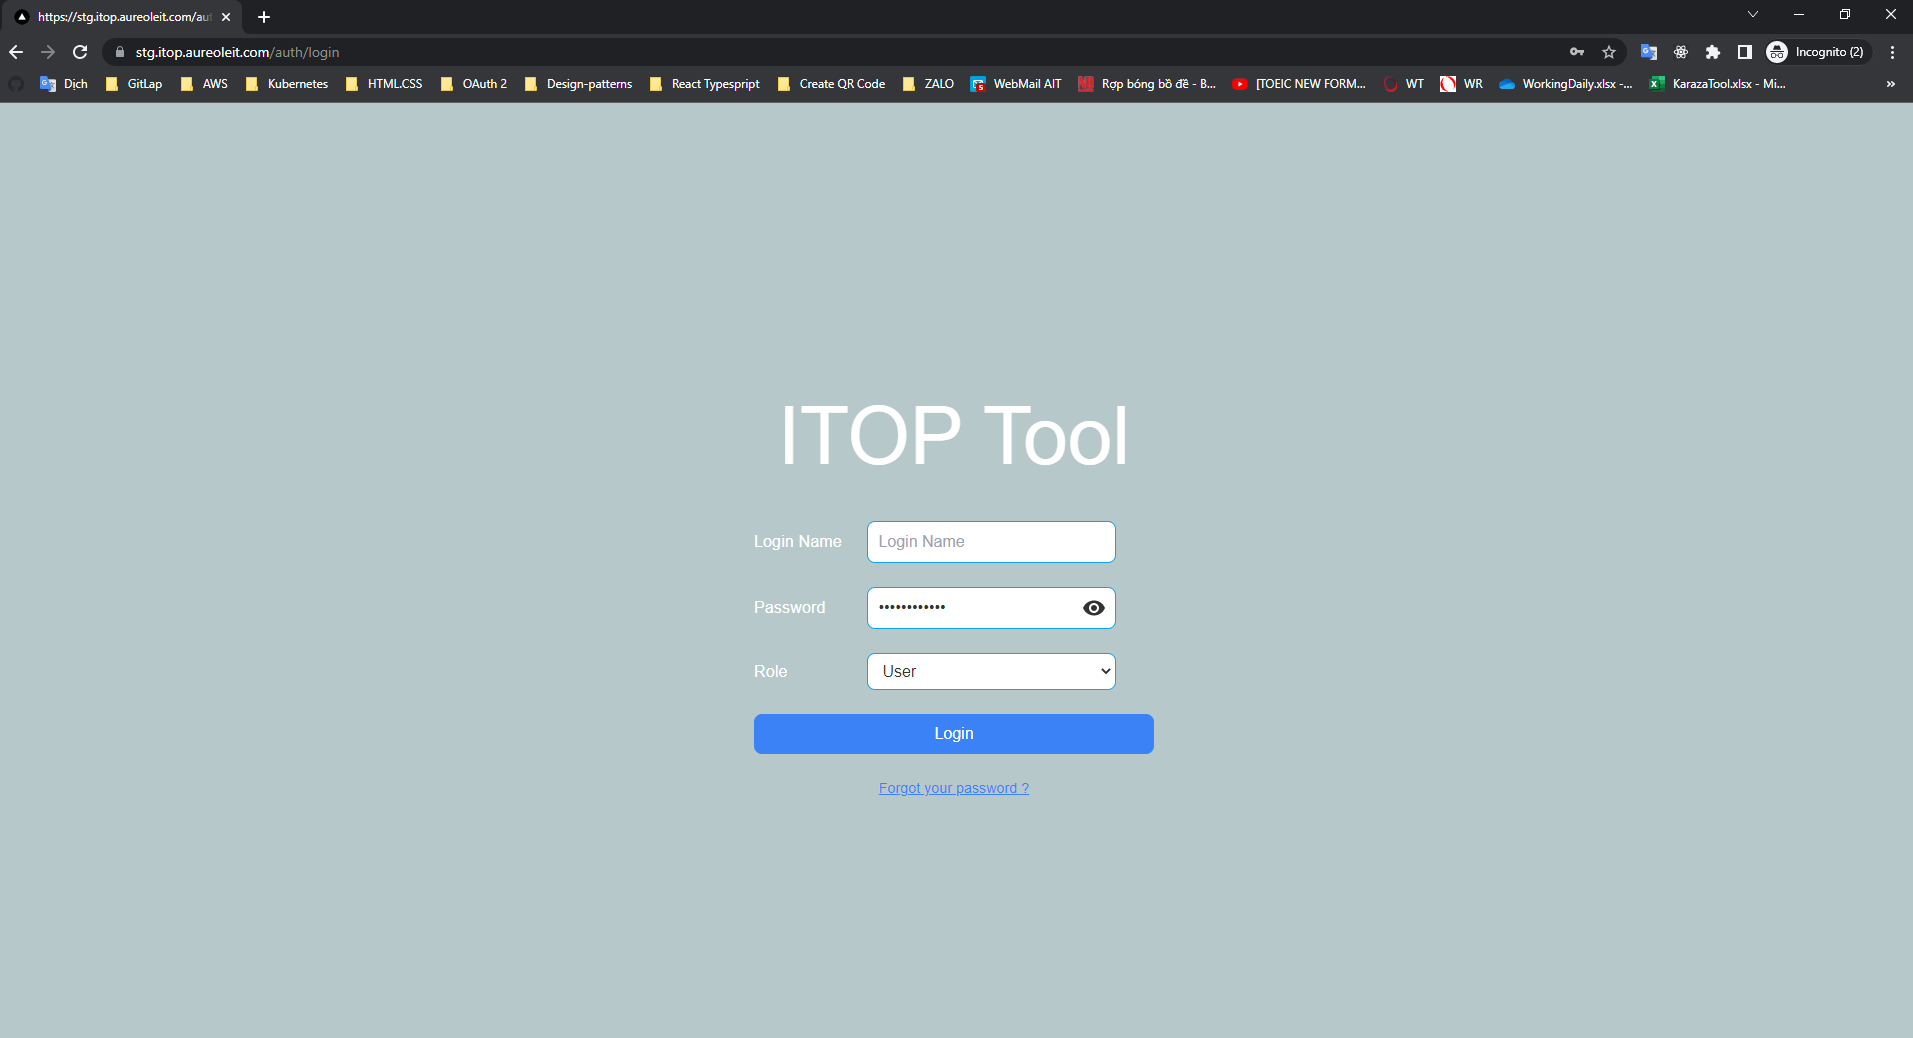 https://stg.itop.aureoleit.com/au
stg.itop.aureoleit.com/auth/login
Incognito (2)
Dịch GitLap AWS Kubernetes HTML.CSS OAuth 2 Design-patterns React Typespript Create QR Code ZALO WebMail AIT Rợp bóng bồ đề - B... [TOEIC NEW FORM... WT WR WorkingDaily.xlsx -... KarazaTool.xlsx - Mi...
ITOP Tool
Login Name Login Name
Password ••••••••••••
Role User
Login
Forgot your password ?